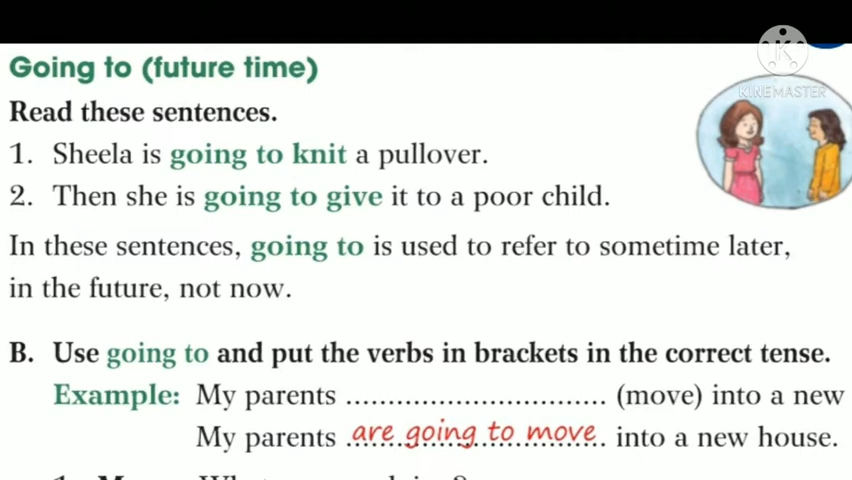 KINEMASTER
Going to (future time)
Read these sentences.
1. Sheela is going to knit a pullover.
2. Then she is going to give it to a poor child.
In these sentences, going to is used to refer to sometime later,
in the future, not now.
B. Use going to and put the verbs in brackets in the correct tense.
Example: My parents .............................. (move) into a new
My parents are going to move into a new house.